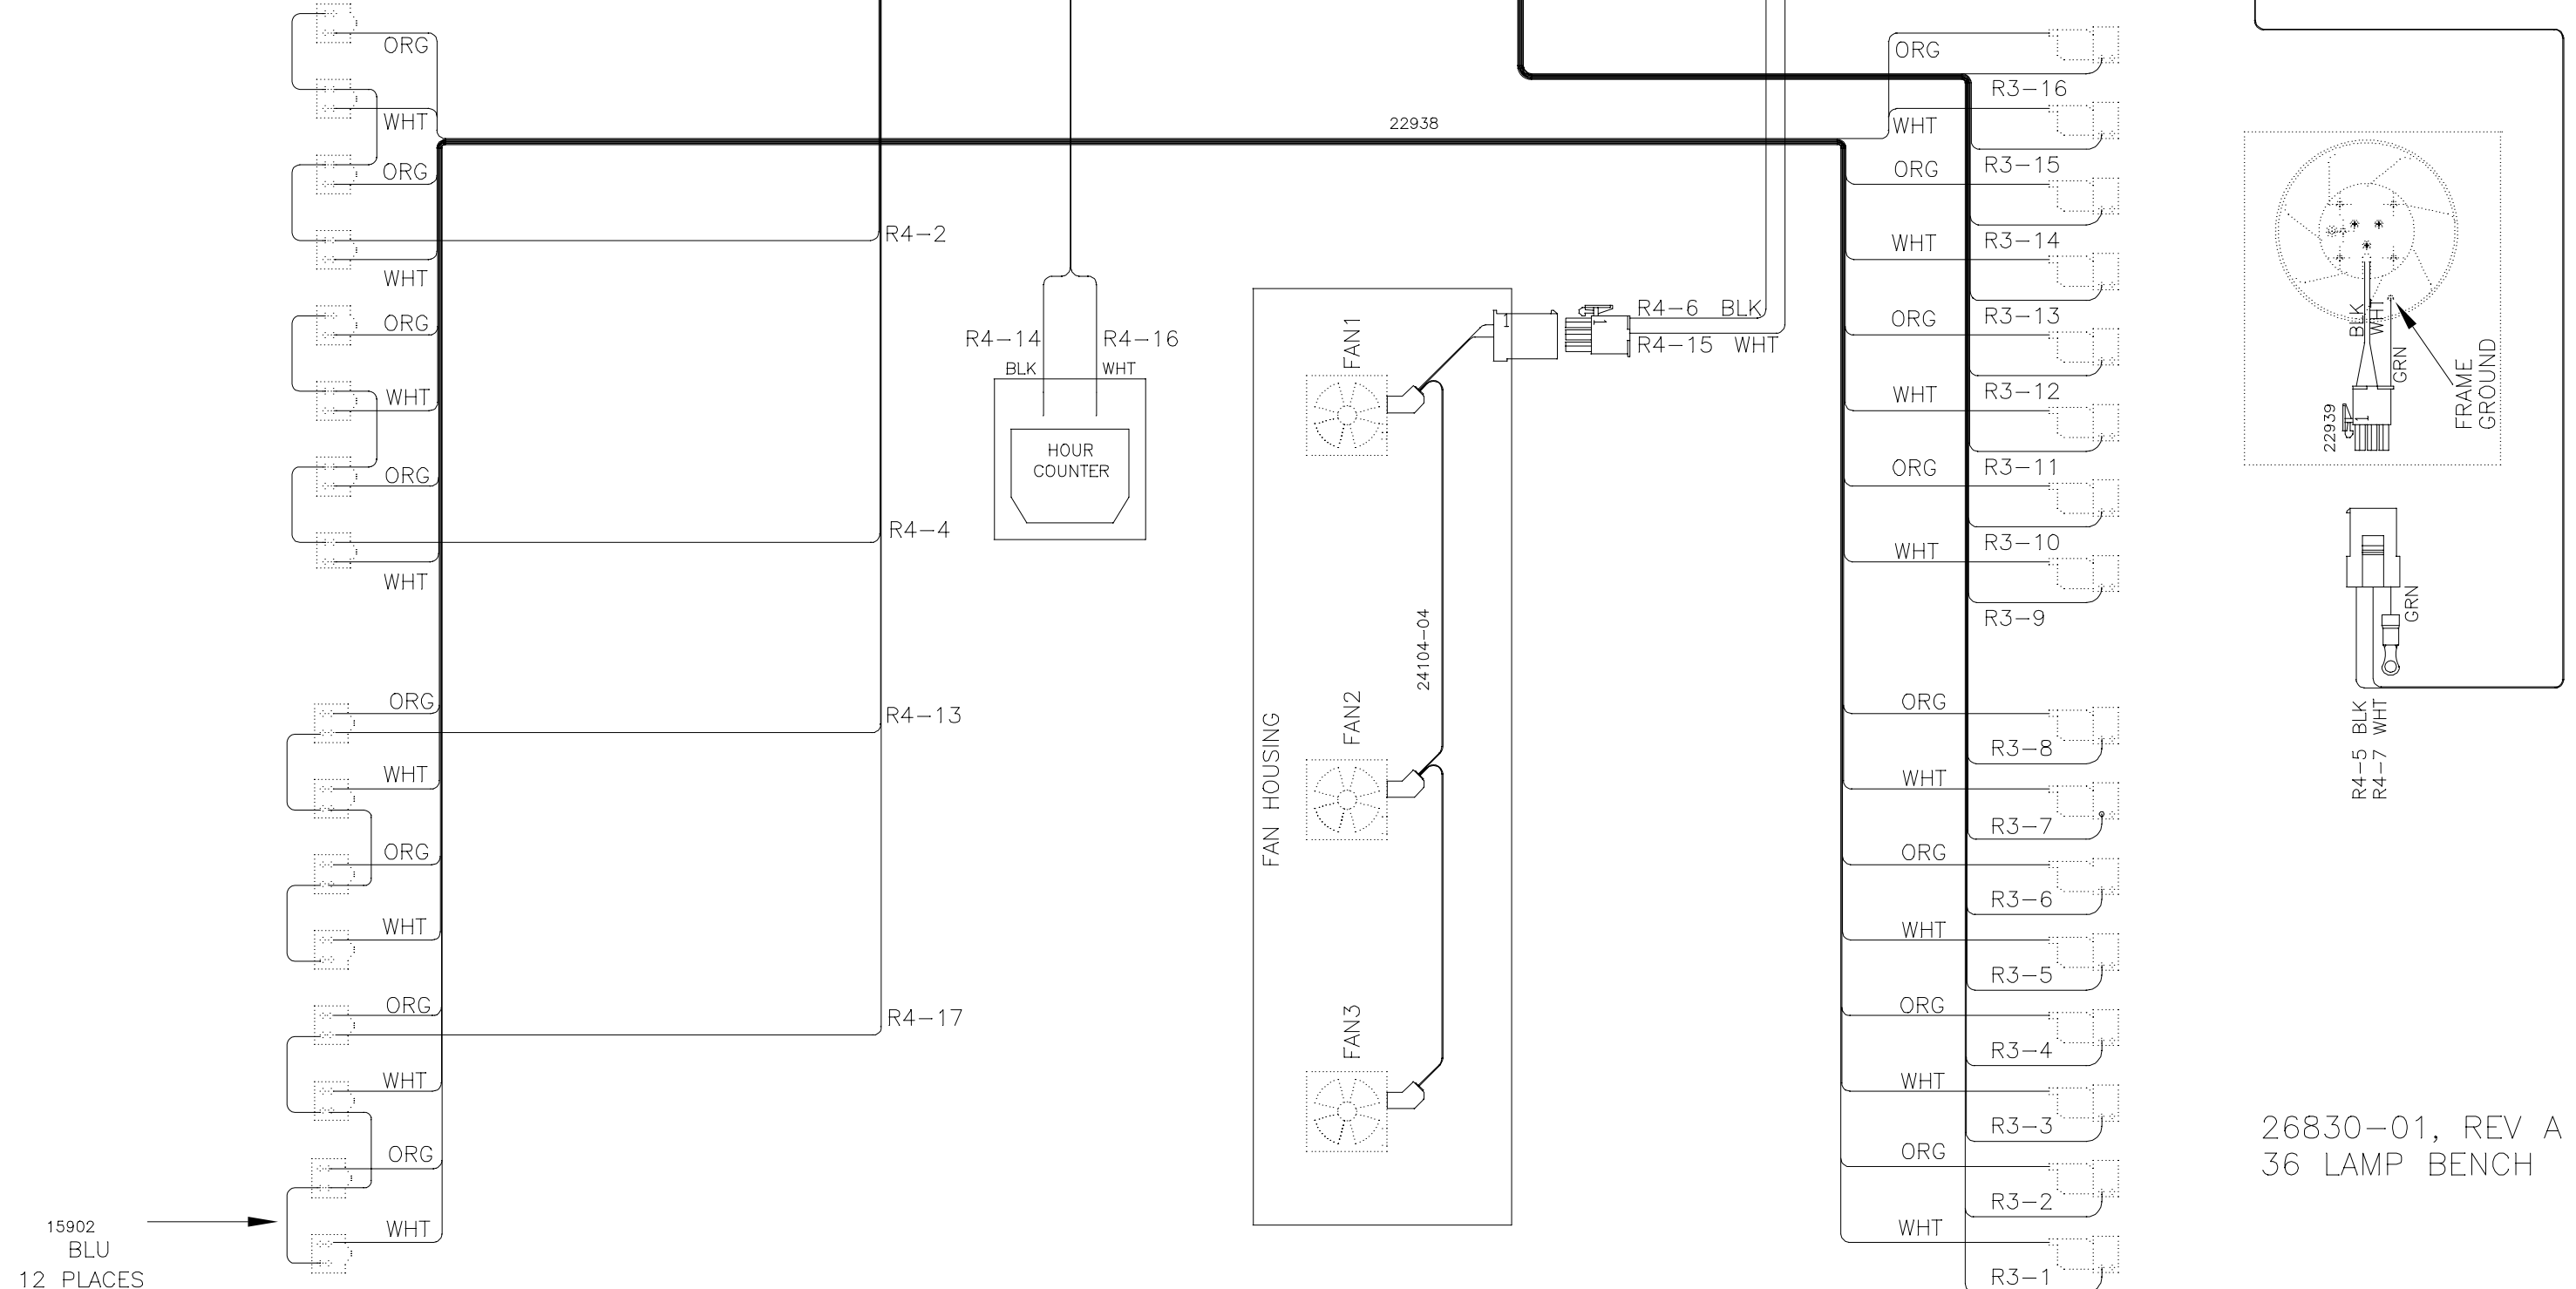 ORG
WHT
ORG
WHT
ORG
WHT
ORG
WHT
ORG
WHT
ORG
WHT
ORG
WHT
ORG
WHT
15902
BLU
12 PLACES
R4-2
R4-4
R4-13
R4-17
R4-14
R4-16
BLK
WHT
HOUR
COUNTER
22938
FAN HOUSING
FAN1
FAN2
FAN3
24104-04
1
1
R4-6 BLK
R4-15 WHT
ORG
R3-16
WHT
R3-15
ORG
R3-14
WHT
R3-13
ORG
R3-12
WHT
R3-11
ORG
R3-10
WHT
R3-9
ORG
R3-8
WHT
R3-7
ORG
R3-6
WHT
R3-5
ORG
R3-4
WHT
R3-3
ORG
R3-2
WHT
R3-1
BLK
WHT
GRN
22939
1
FRAME
GROUND
GRN
R4-5 BLK
R4-7 WHT
26830-01, REV A
36 LAMP BENCH